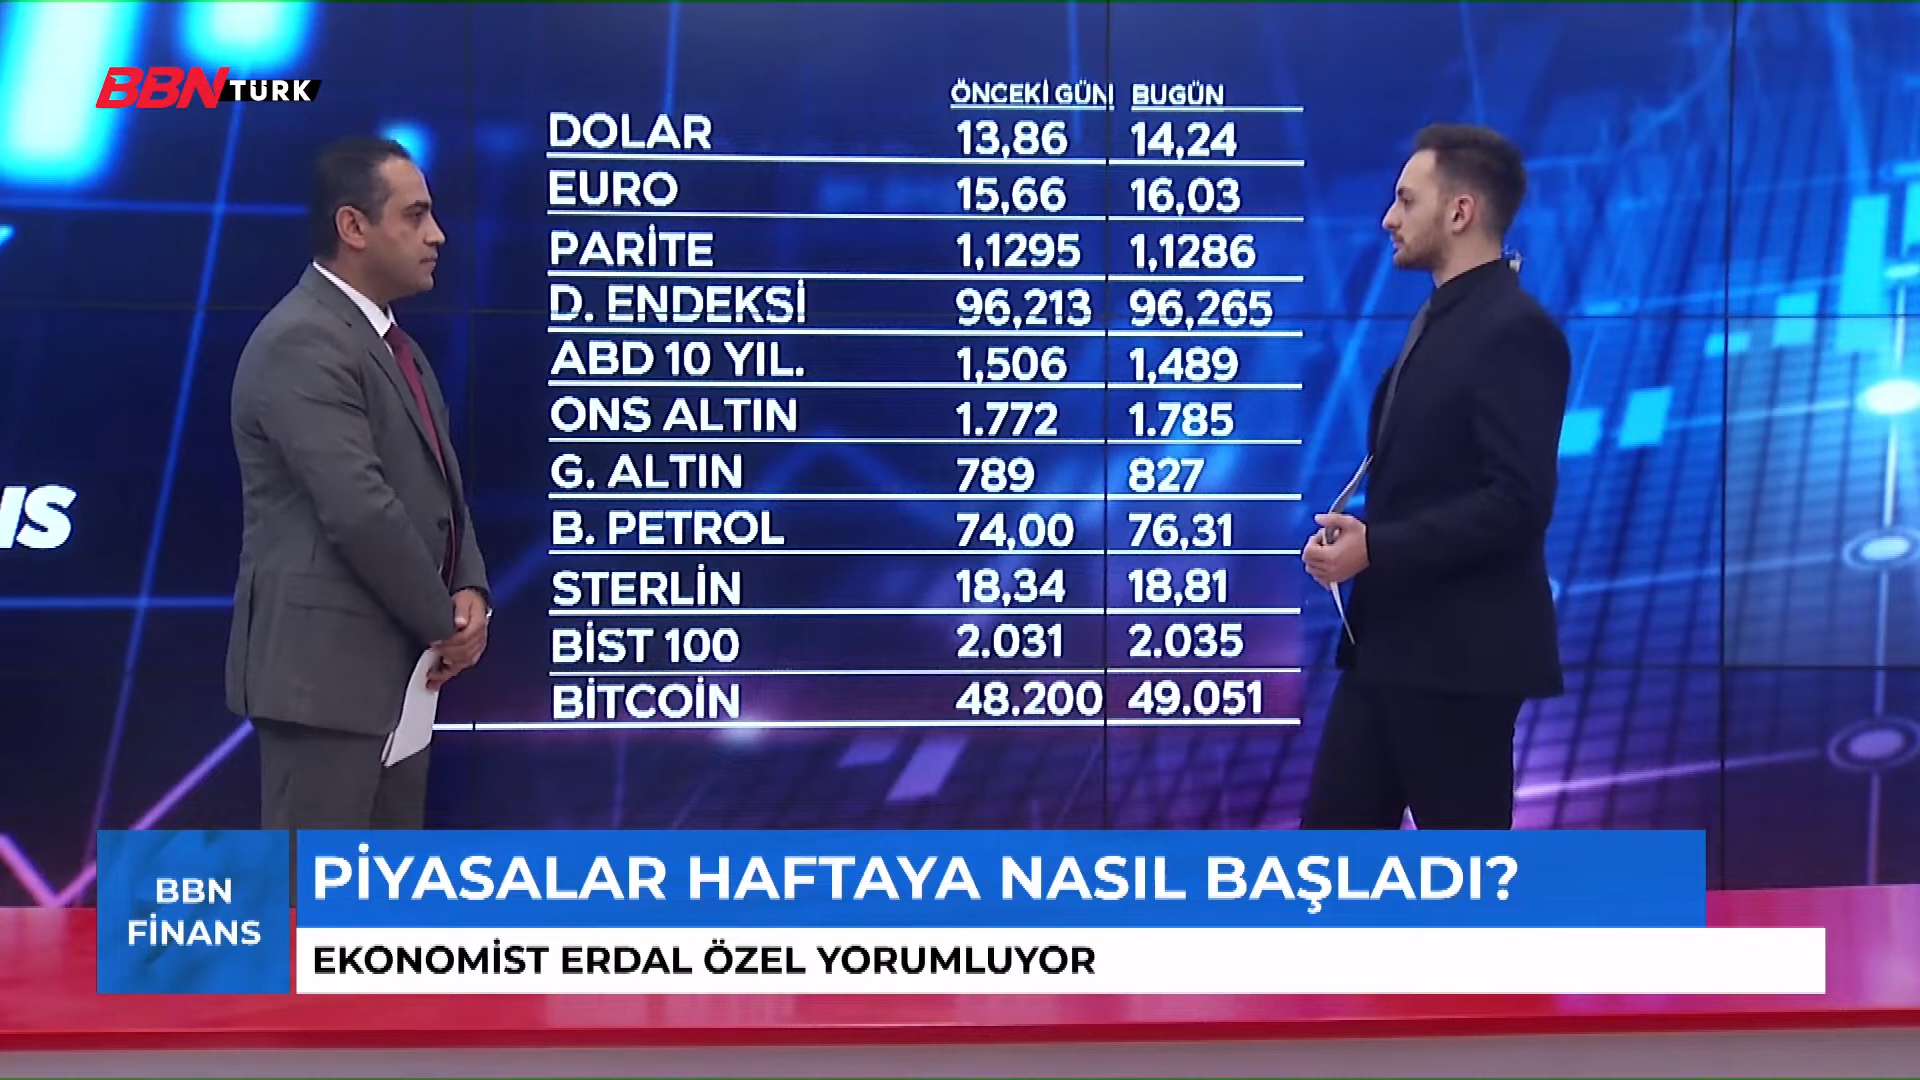 BBN TURK
ÖNCEKİ GÜN BUGÜN
DOLAR 13,86 14,24
EURO 15,66 16,03
PARİTE 1,1295 1,1286
D. ENDEKSİ 96,213 96,265
ABD 10 YIL. 1,506 1,489
ONS ALTIN 1.772 1.785
G. ALTIN 789 827
B. PETROL 74,00 76,31
STERLİN 18,34 18,81
BİST 100 2.031 2.035
BİTCOİN 48.200 49.051
BBN
FİNANS
PİYASALAR HAFTAYA NASIL BAŞLADI?
EKONOMİST ERDAL ÖZEL YORUMLUYOR